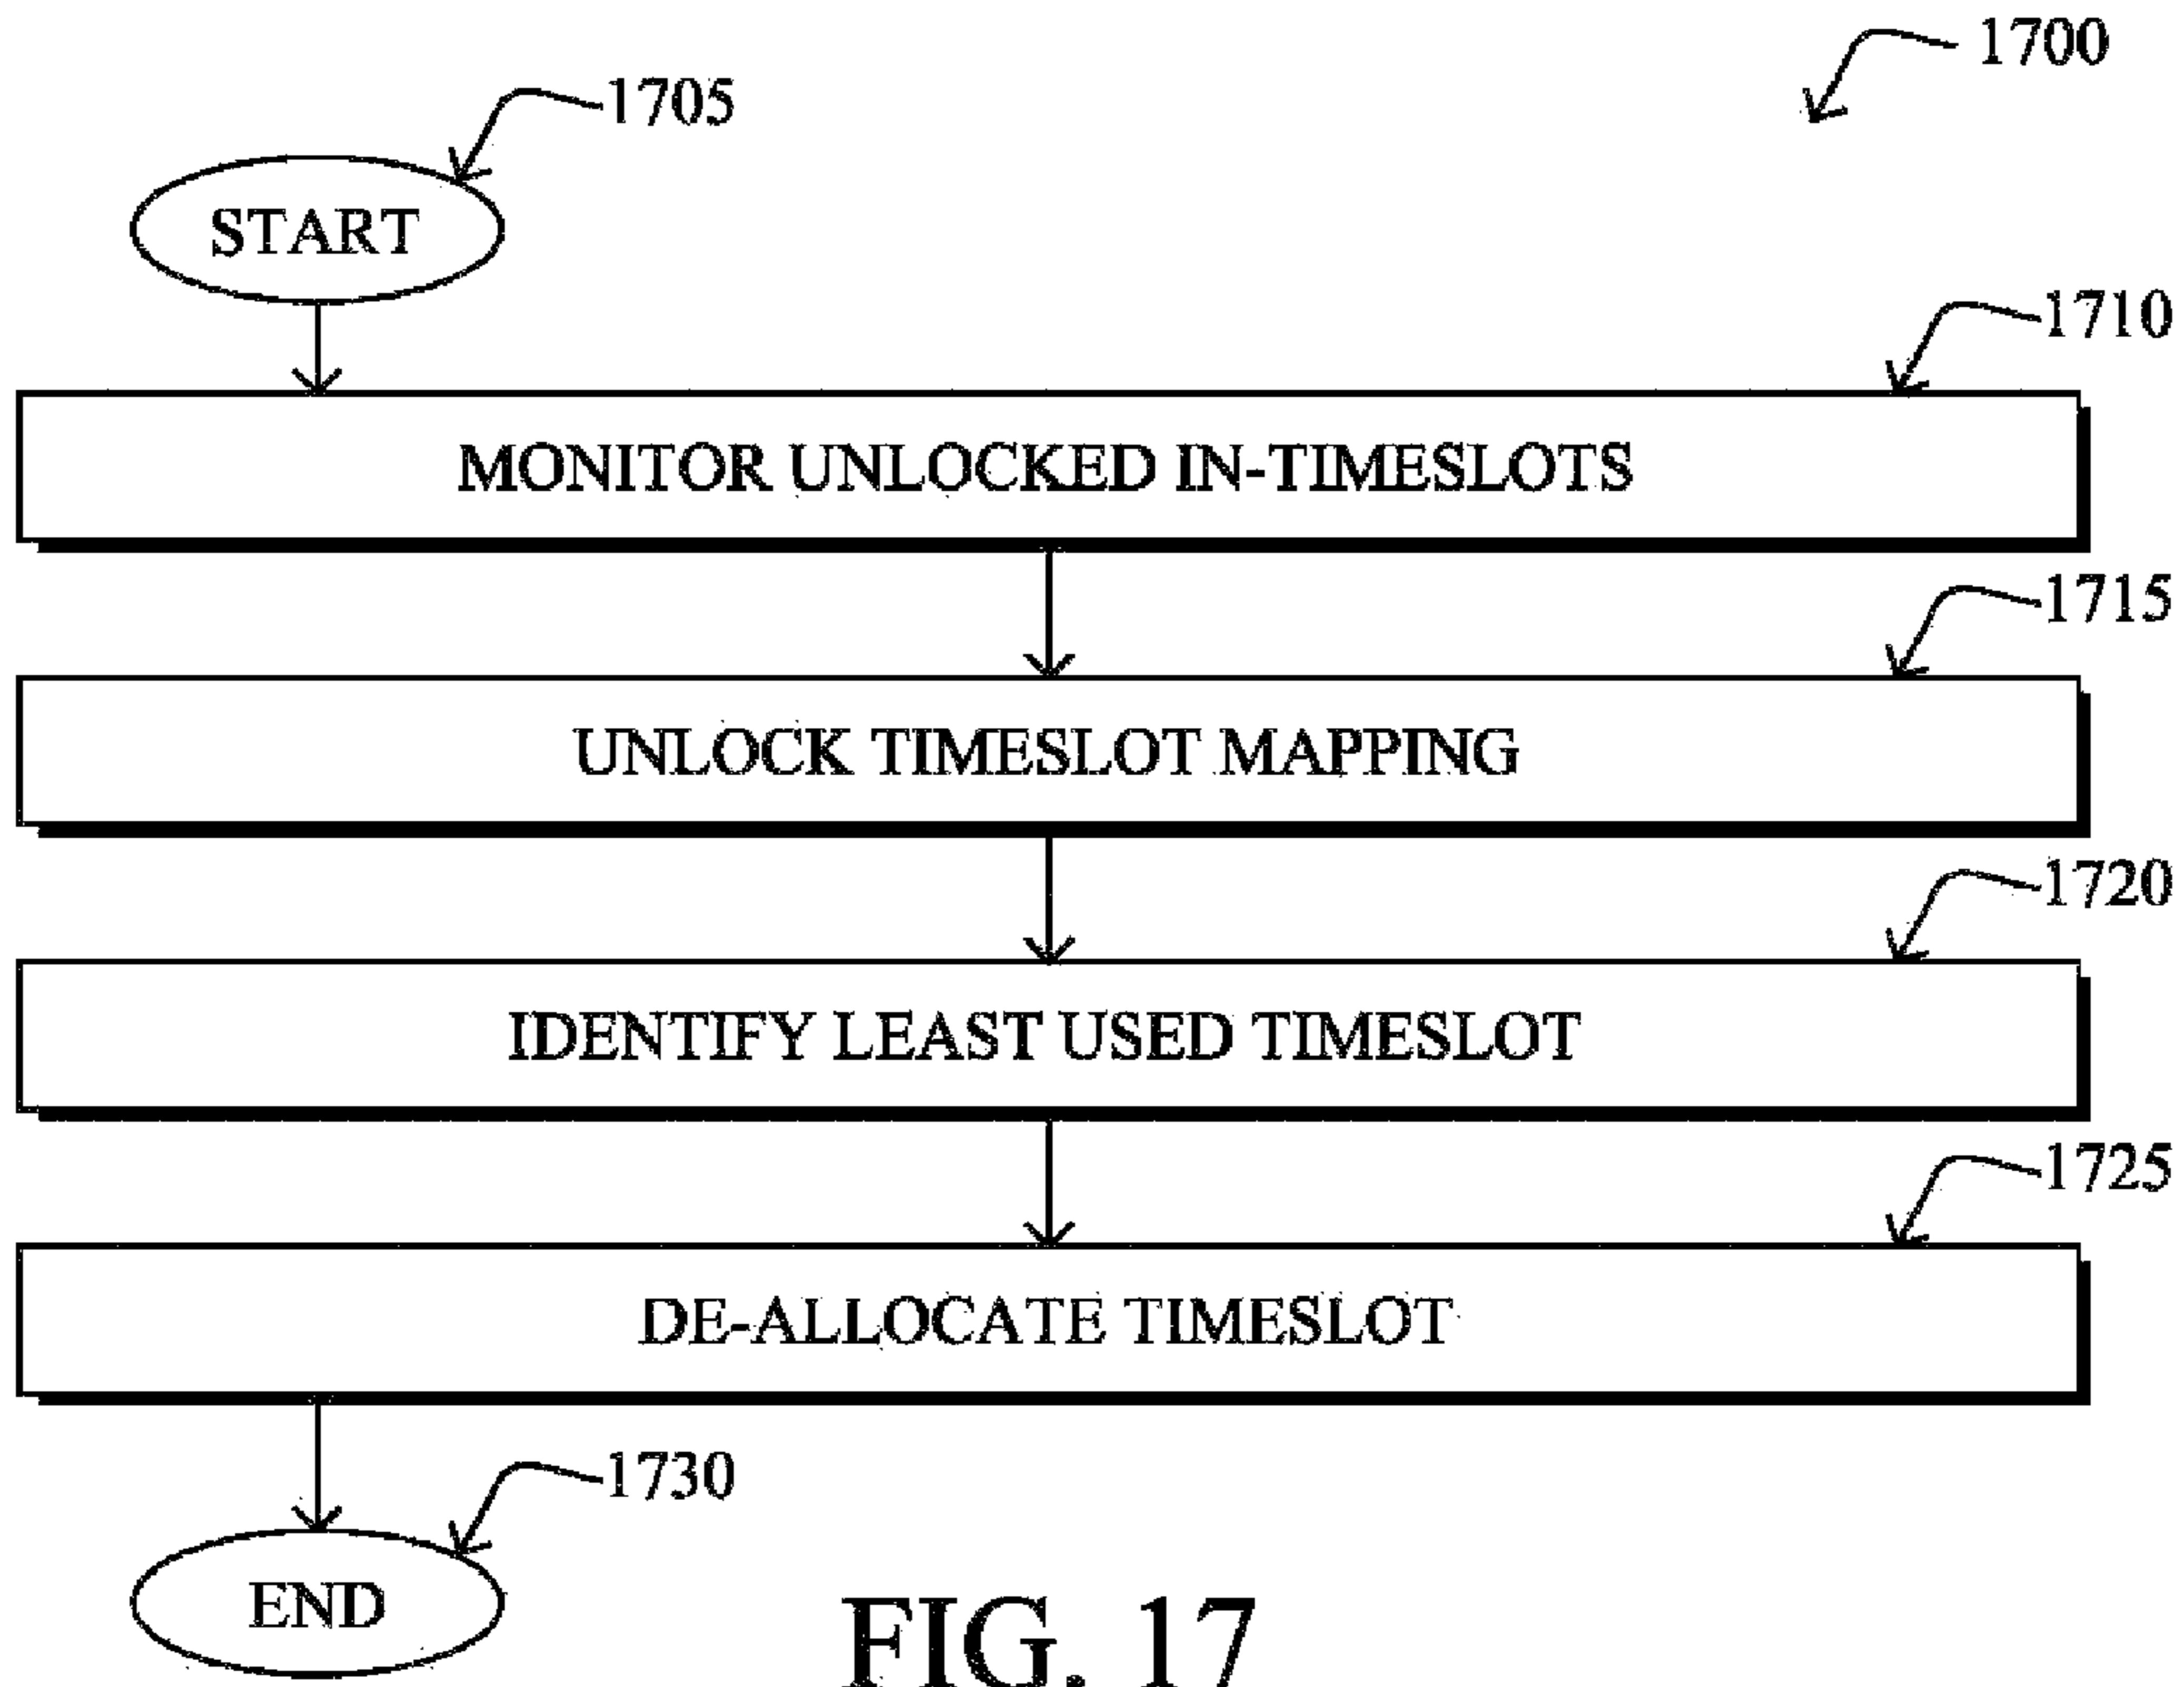 1700
1705
START
1710
MONITOR UNLOCKED IN-TIMESLOTS
1715
UNLOCK TIMESLOT MAPPING
1720
IDENTIFY LEAST USED TIMESLOT
1725
DE-ALLOCATE TIMESLOT
1730
END
FIG. 17